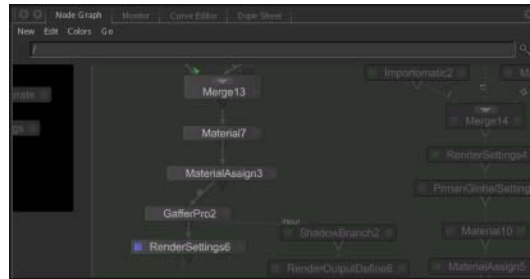 Node Graph Monitor Curve Editor Dope Sheet
New Edit Colors Go
/
Importomatic2
Merge13
Merge14
Material7
RenderSettings4
MaterialAssign3
GafferPro2
Material10
ShadowBranch2
RenderSettings6
MaterialAssign5
RenderOutputDefine6